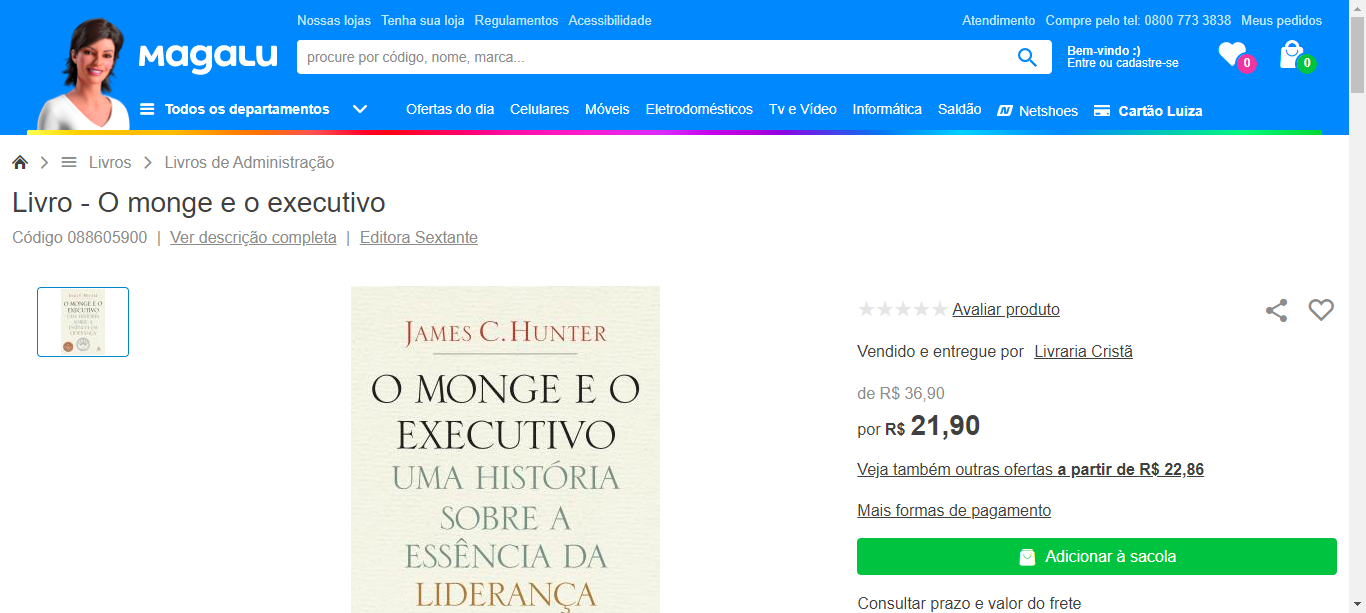 Nossas lojas Tenha sua loja Regulamentos Acessibilidade Atendimento Compre pelo tel: 0800 773 3838 Meus pedidos
Magalu
procure por código, nome, marca...
Bem-vindo :)
Entre ou cadastre-se
0
0
Todos os departamentos Ofertas do dia Celulares Móveis Eletrodomésticos Tv e Vídeo Informática Saldão Netshoes Cartão Luiza
Livros Livros de Administração
Livro - O monge e o executivo
Código 088605900 | Ver descrição completa | Editora Sextante
James C. Hunter
O MONGE E O
EXECUTIVO
UMA HISTÓRIA
SOBRE A
ESSÊNCIA DA
LIDERANÇA
Avaliar produto
Vendido e entregue por Livraria Cristã
de R$ 36,90
por R$ 21,90
Veja também outras ofertas a partir de R$ 22,86
Mais formas de pagamento
Adicionar à sacola
Consultar prazo e valor do frete